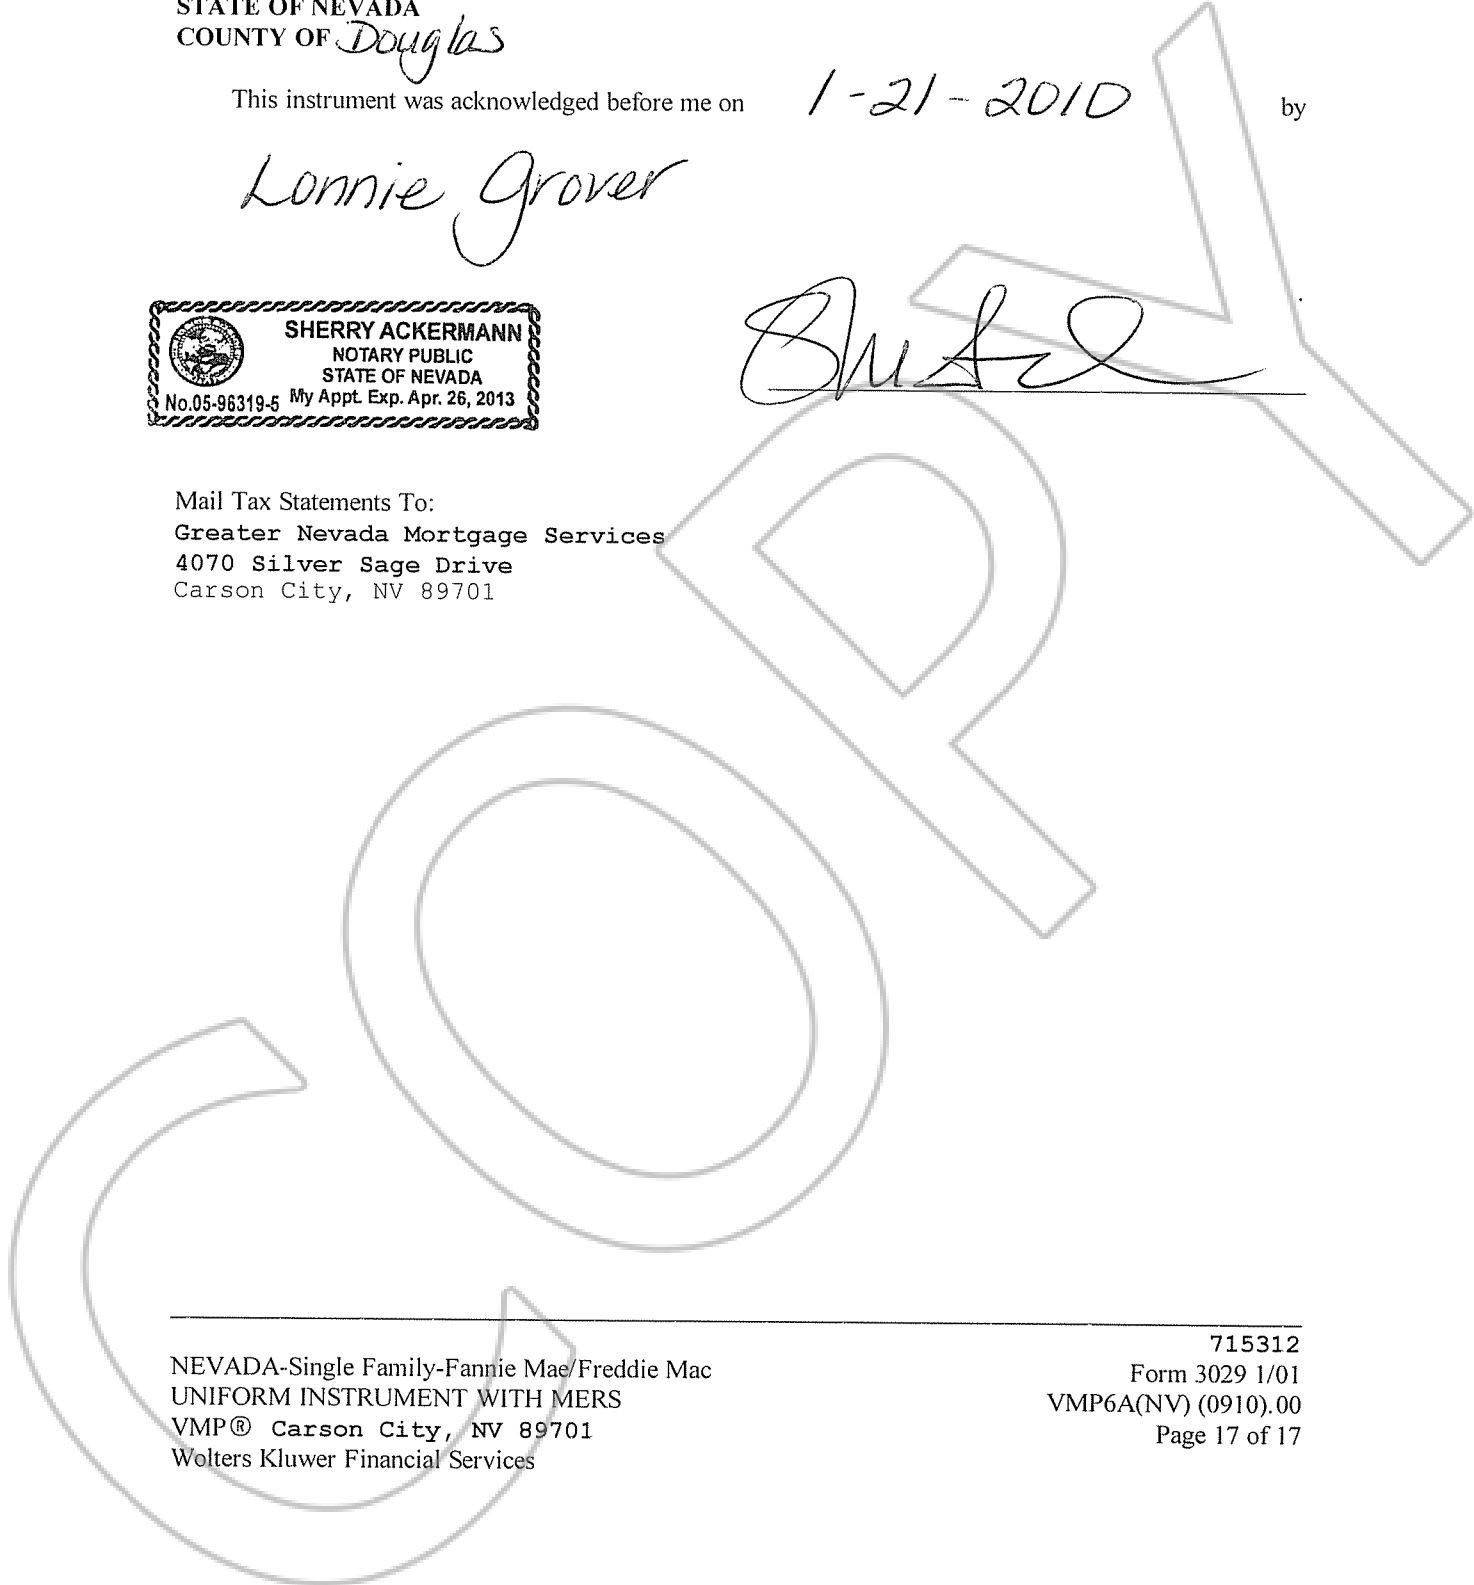 STATE OF NEVADA
COUNTY OF Douglas
This instrument was acknowledged before me on 1-21-2010 by
Lonnie Grover
SHERRY ACKERMANN
NOTARY PUBLIC
STATE OF NEVADA
No.05-96319-5 My Appt. Exp. Apr. 26, 2013
Mail Tax Statements To:
Greater Nevada Mortgage Services
4070 Silver Sage Drive
Carson City, NV 89701
COPY
715312
NEVADA-Single Family-Fannie Mae/Freddie Mac
Form 3029 1/01
UNIFORM INSTRUMENT WITH MERS
VMP6A(NV) (0910).00
VMP® Carson City, NV 89701
Page 17 of 17
Wolters Kluwer Financial Services